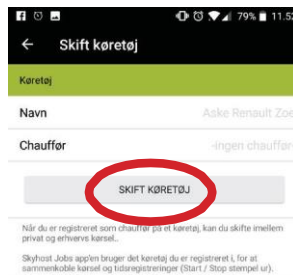 79% 11.52
Skift køretøj
Køretøj
Navn Aske Renault Zoe
Chauffør -ingen chauffør-
SKIFT KØRETØJ
Når du er registreret som chauffør på et køretøj, kan du skifte imellem
privat og erhvervs kørsel..
Skyhost Jobs app'en bruger det køretøj du er registreret i, for at
sammenkoble kørsel og tidsregistreringer (Start / Stop stempel ur).